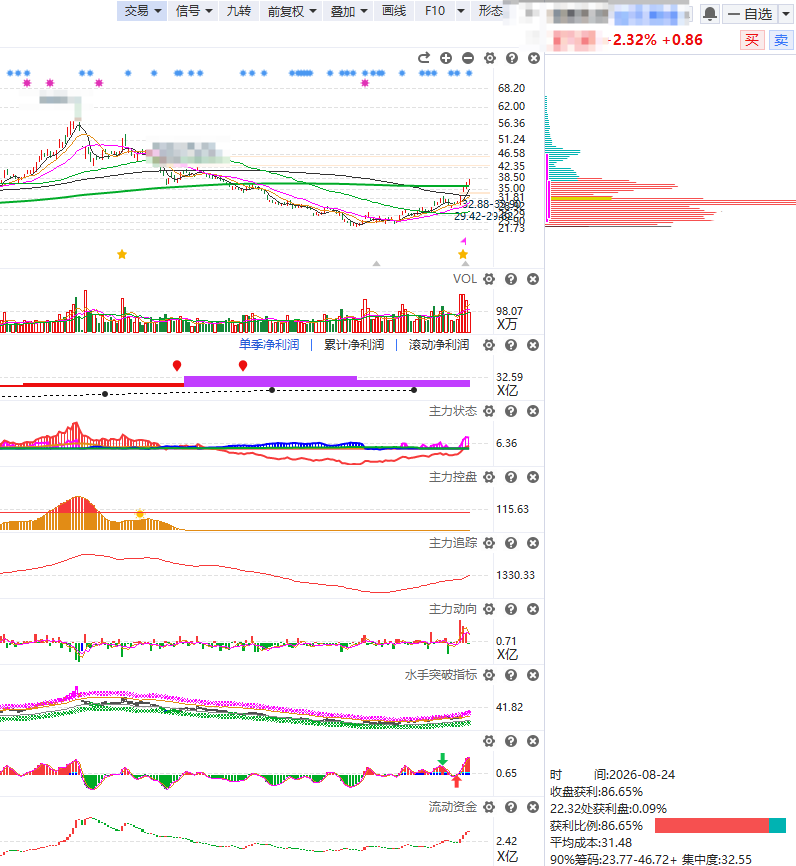 交易 信号 九转 前复权 叠加 画线 F10 形态
自选
-2.32% +0.86 买 卖
68.20
62.00
56.36
51.24
46.58
42.35
38.50
35.00
31.81
29.42-29.82
21.73
VOL
98.07
X万
单季净利润 | 累计净利润 | 滚动净利润
32.59
X亿
主力状态
6.36
主力控盘
115.63
主力追踪
1330.33
主力动向
0.71
X亿
水手突破指标
41.82
0.65
流动资金
2.42
X亿
时 间:2026-08-24
收盘获利:86.65%
22.32处获利盘:0.09%
获利比例:86.65%
平均成本:31.48
90%筹码:23.77-46.72+ 集中度:32.55